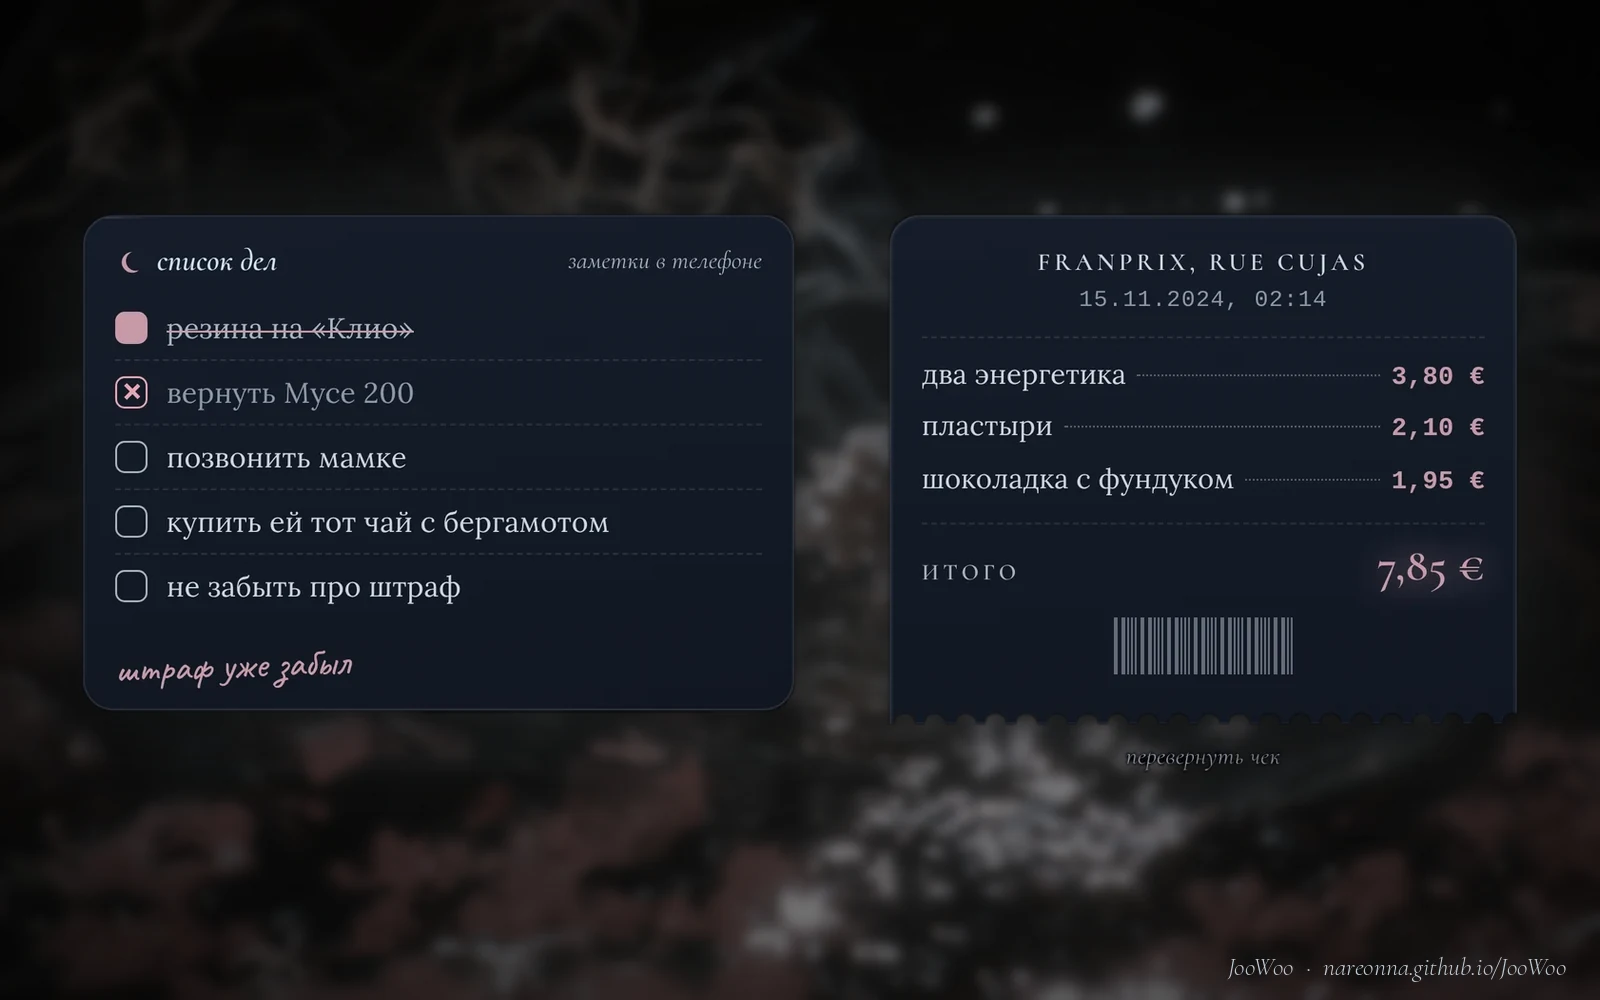 список дел
заметки в телефоне
резина на «Клио»
вернуть Мусе 200
позвонить мамке
купить ей тот чай с бергамотом
не забыть про штраф
штраф уже забыл
FRANPRIX, RUE CUJAS
15.11.2024, 02:14
два энергетика 3,80 €
пластыри 2,10 €
шоколадка с фундуком 1,95 €
ИТОГО 7,85 €
перевернуть чек
JooWoo · nareonna.github.io/JooWoo